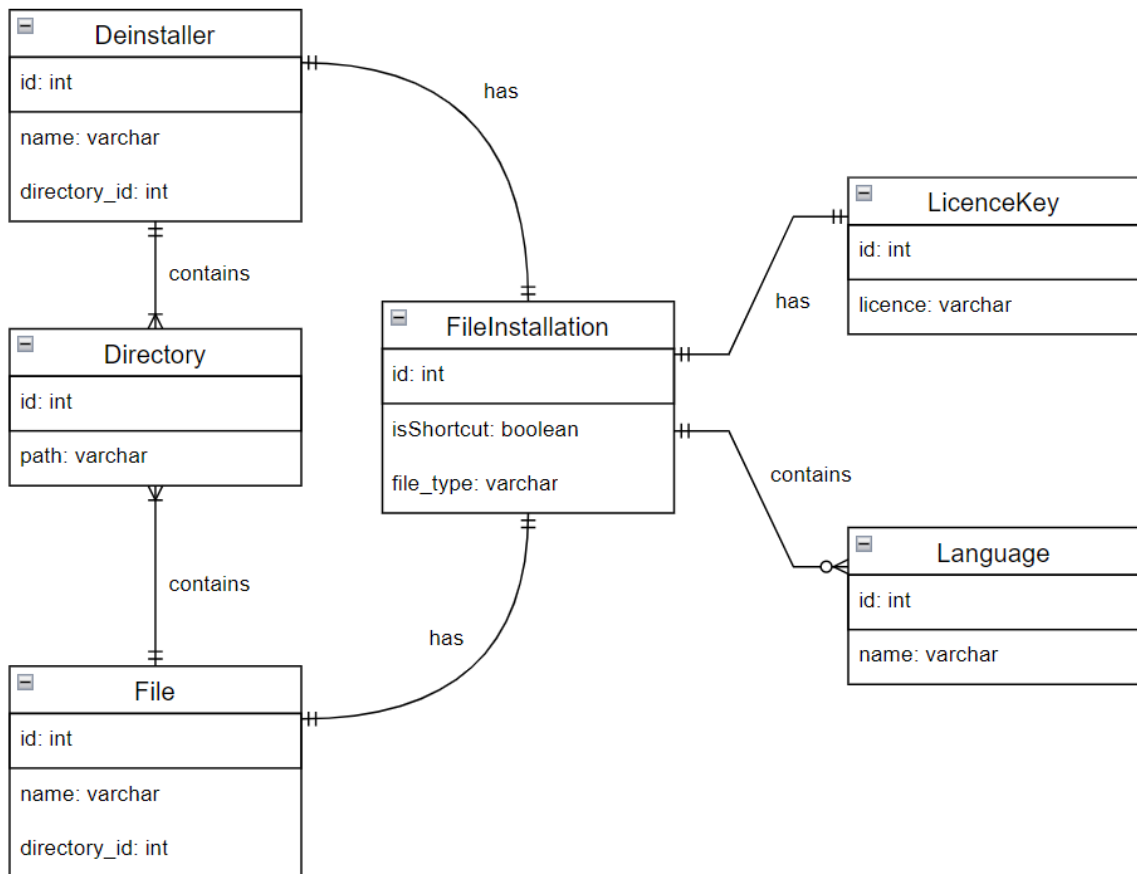 Deinstaller
id: int
name: varchar
directory_id: int
has
contains
Directory
id: int
path: varchar
contains
File
id: int
name: varchar
directory_id: int
has
FileInstallation
id: int
isShortcut: boolean
file_type: varchar
has
LicenceKey
id: int
licence: varchar
contains
Language
id: int
name: varchar